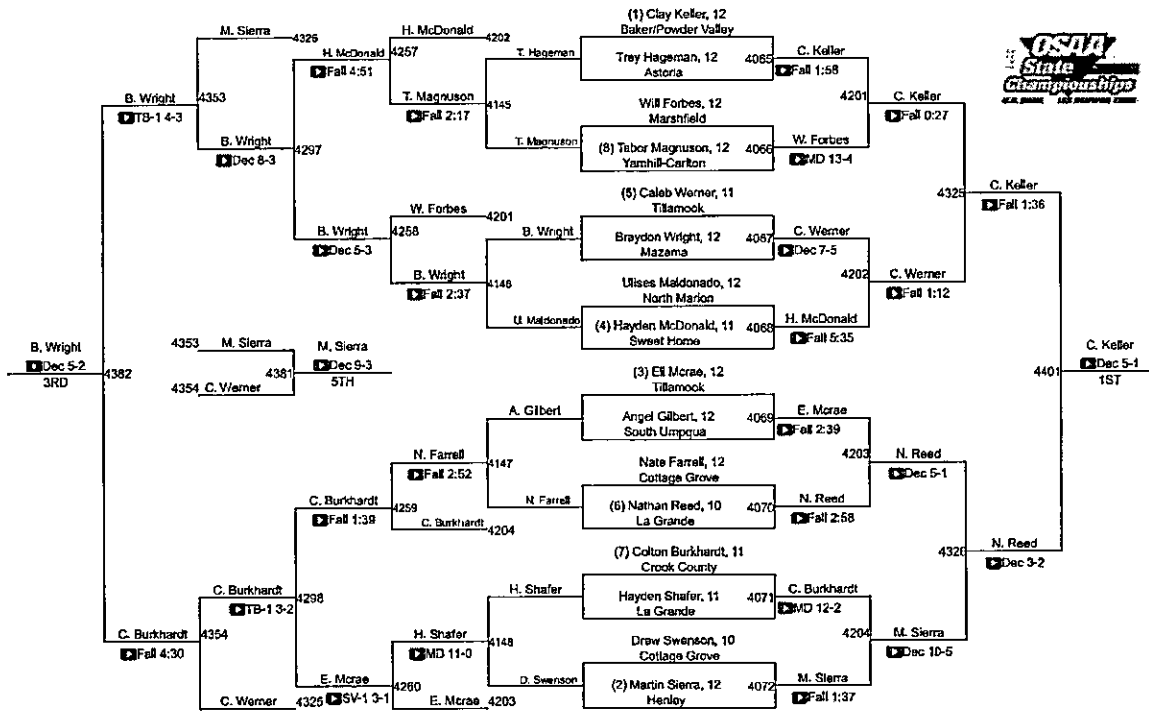 OSAA
State
Championships
(1) Clay Keller, 12
Baker/Powder Valley
Trey Hageman, 12
Astoria
4065
Will Forbes, 12
Marshfield
(8) Tabor Magnuson, 12
Yamhill-Carlton
4066
(5) Caleb Werner, 11
Tillamook
Braydon Wright, 12
Mazama
4067
Ulises Maldonado, 12
North Marion
(4) Hayden McDonald, 11
Sweet Home
4068
(3) Eli Mcrae, 12
Tillamook
Angel Gilbert, 12
South Umpqua
4069
Nate Farrell, 12
Cottage Grove
(6) Nathan Reed, 10
La Grande
4070
(7) Colton Burkhardt, 11
Crook County
Hayden Shafer, 11
La Grande
4071
Drew Swenson, 10
Cottage Grove
(2) Martin Sierra, 12
Henley
4072
C. Keller
Fall 1:58
4201
W. Forbes
MD 13-4
C. Werner
Dec 7-5
4202
H. McDonald
Fall 5:35
E. Mcrae
Fall 2:39
4203
N. Reed
Fall 2:58
C. Burkhardt
MD 12-2
4204
M. Sierra
Fall 1:37
C. Keller
Fall 0:27
4325
C. Werner
Fall 1:12
N. Reed
Dec 5-1
4326
M. Sierra
Dec 10-5
C. Keller
Fall 1:36
4401
N. Reed
Dec 3-2
C. Keller
Dec 5-1
1ST
T. Hageman
4145
T. Magnuson
B. Wright
4146
U. Maldonado
A. Gilbert
4147
N. Farrell
H. Shafer
4148
D. Swenson
H. McDonald
4202
4257
T. Magnuson
Fall 2:17
W. Forbes
4201
4258
B. Wright
Fall 2:37
N. Farrell
Fall 2:52
4259
C. Burkhardt
4204
H. Shafer
MD 11-0
4260
E. Mcrae
4203
H. McDonald
Fall 4:51
4297
B. Wright
Dec 5-3
C. Burkhardt
Fall 1:39
4298
E. Mcrae
SV-1 3-1
M. Sierra
4326
4353
B. Wright
Dec 8-3
C. Burkhardt
TB-1 3-2
4354
C. Werner
4325
B. Wright
TB-1 4-3
4382
C. Burkhardt
Fall 4:30
B. Wright
Dec 5-2
3RD
4353
M. Sierra
4381
4354
C. Werner
M. Sierra
Dec 9-3
5TH